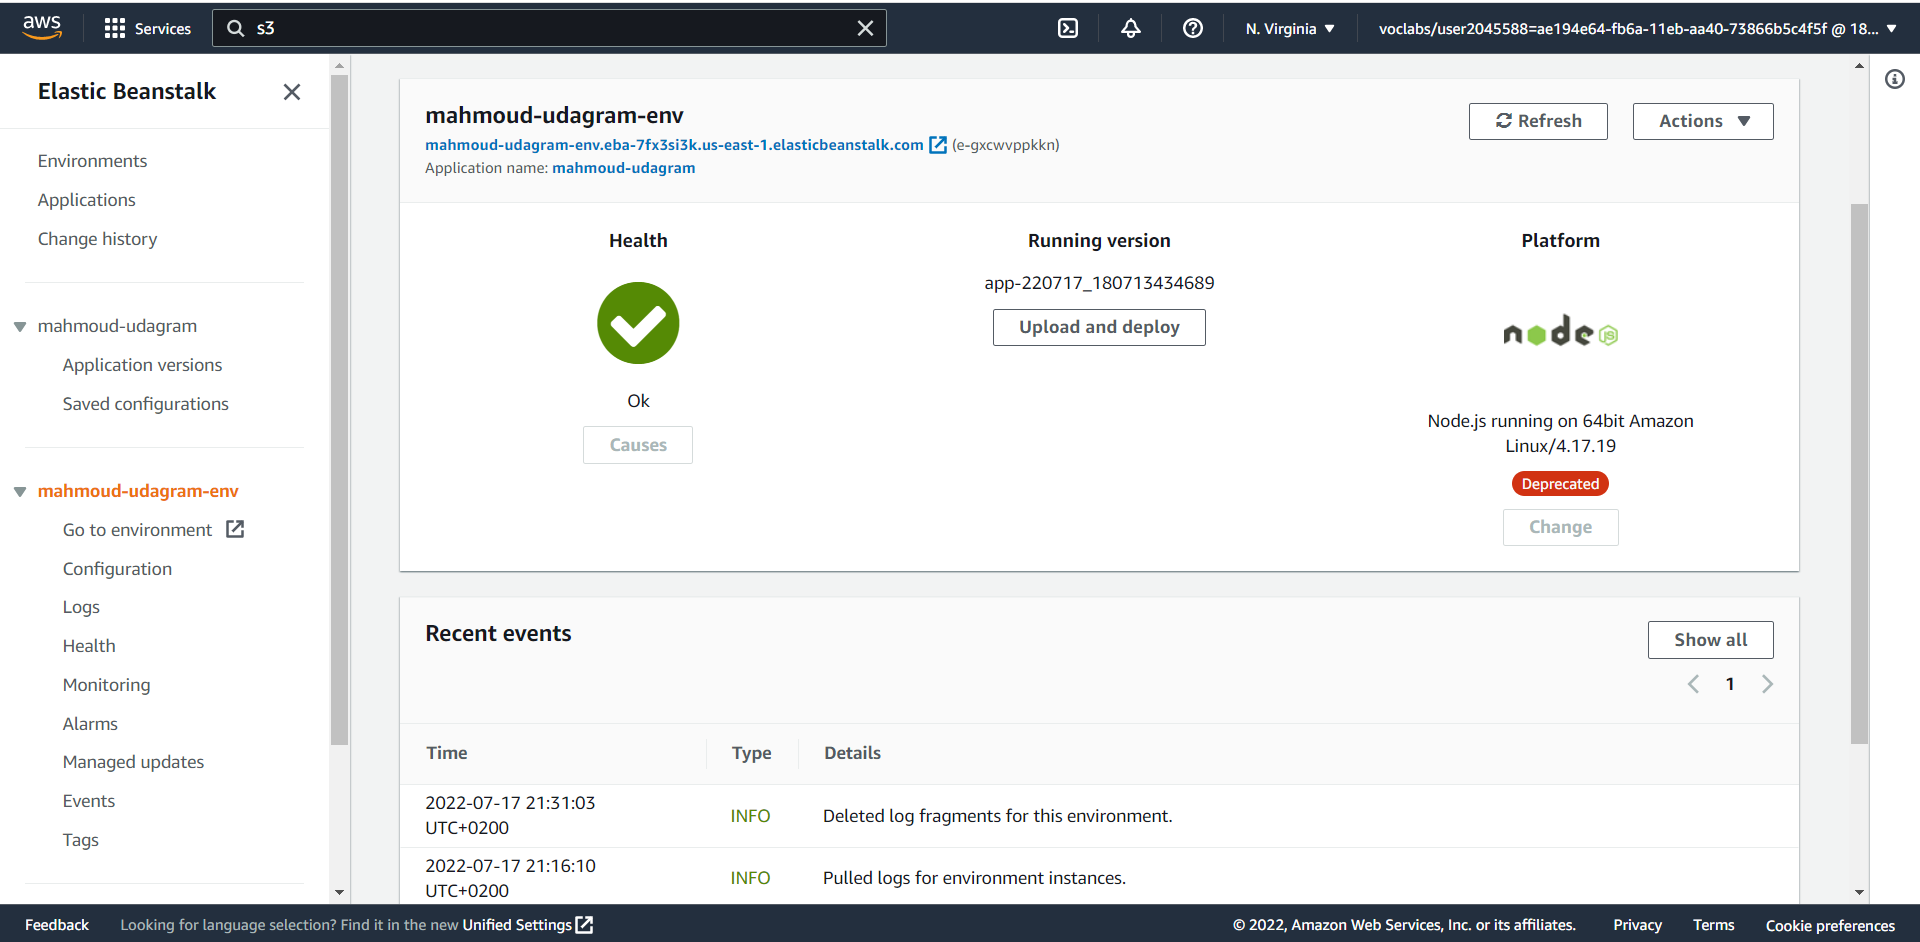 aws
Services
s3
N. Virginia
voclabs/user2045588=ae194e64-fb6a-11eb-aa40-73866b5c4f5f @ 18...
Elastic Beanstalk
Environments
Applications
Change history
mahmoud-udagram
Application versions
Saved configurations
mahmoud-udagram-env
Go to environment
Configuration
Logs
Health
Monitoring
Alarms
Managed updates
Events
Tags
mahmoud-udagram-env
mahmoud-udagram-env.eba-7fx3si3k.us-east-1.elasticbeanstalk.com (e-gxcwvppkkn)
Application name: mahmoud-udagram
Refresh
Actions
Health
Ok
Causes
Running version
app-220717_180713434689
Upload and deploy
Platform
node
JS
Node.js running on 64bit Amazon
Linux/4.17.19
Deprecated
Change
Recent events
Show all
1
Time Type Details
2022-07-17 21:31:03
UTC+0200
INFO
Deleted log fragments for this environment.
2022-07-17 21:16:10
UTC+0200
INFO
Pulled logs for environment instances.
Feedback
Looking for language selection? Find it in the new Unified Settings
© 2022, Amazon Web Services, Inc. or its affiliates.
Privacy
Terms
Cookie preferences